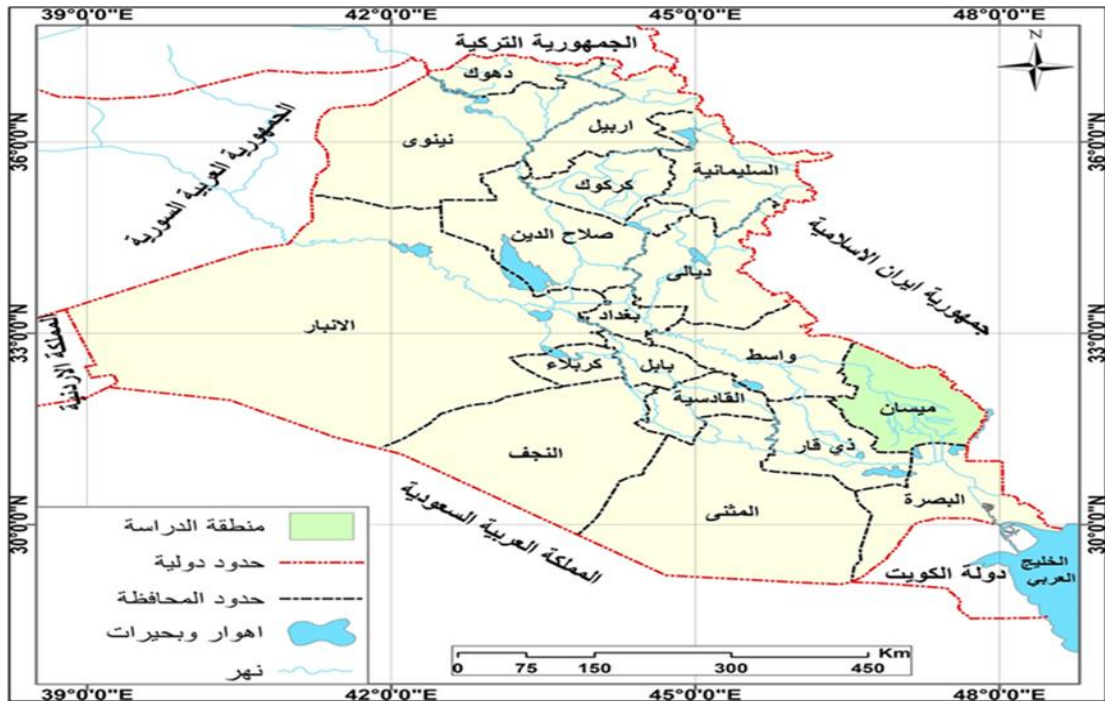 39°0'0"E 42°0'0"E 45°0'0"E 48°0'0"E
N
الجمهورية التركية
دهوك
الجمهورية العربية السورية
نينوى
اربيل
36°0'0"N 36°0'0"N
السليمانية
كركوك
صلاح الدين
ديالى
جمهورية ايران الاسلامية
بغداد
الانبار
33°0'0"N 33°0'0"N
المملكة الاردنية
واسط
كربلاء
بابل
القادسية
ميسان
ذي قار
النجف
البصرة
المثنى
المملكة العربية السعودية
30°0'0"N 30°0'0"N
دولة الكويت
الخليج
العربي
منطقة الدراسة
حدود دولية
حدود المحافظة
اهوار وبحيرات
نهر
Km
0 75 150 300 450
39°0'0"E 42°0'0"E 45°0'0"E 48°0'0"E